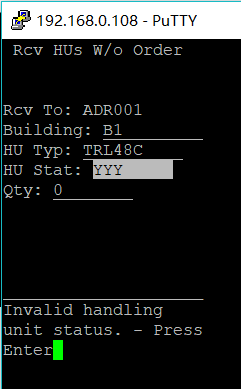 192.168.0.108 - PuTTY
Rcv HUs W/o Order
Rcv To: ADR001
Building: B1
HU Typ: TRL48C
HU Stat: YYY
Qty: 0
Invalid handling
unit status. - Press
Enter